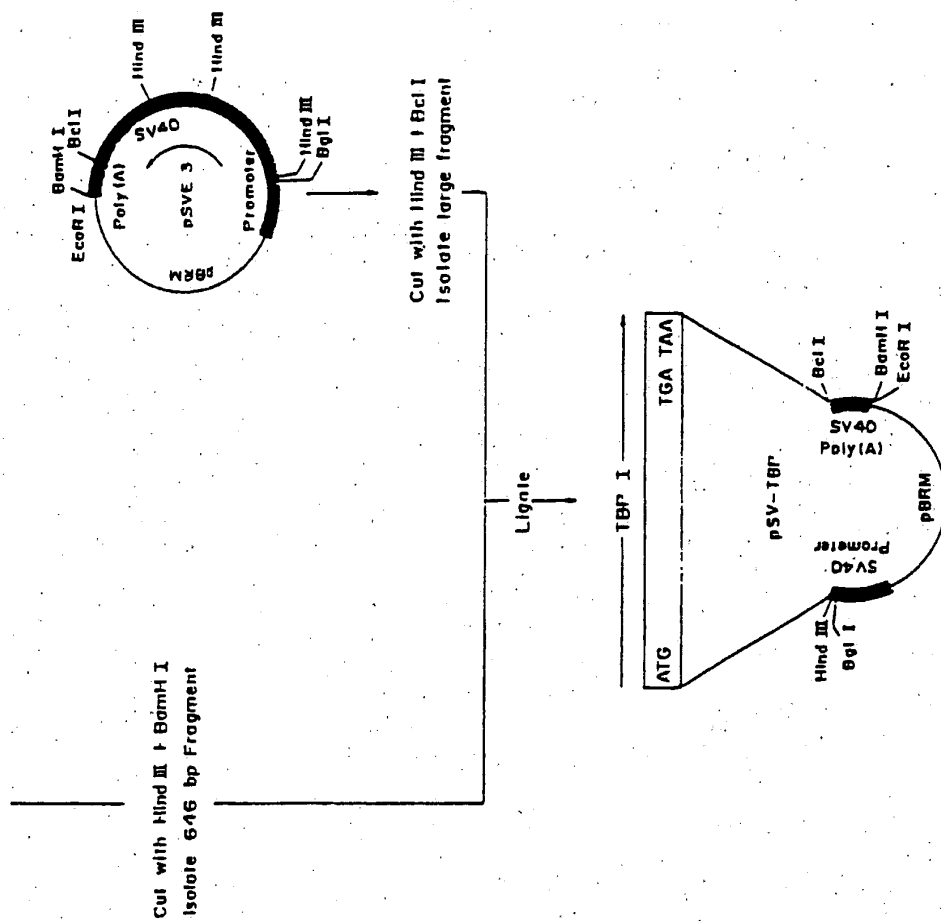 Cut with Hind III + BamH I
Isolate 646 bp Fragment
EcoR I
BamH I
Bcl I
Hind III
Hind III
Hind III
Bgl I
SV40
Poly(A)
pSVE 3
Promoter
pBRM
Cut with Hind III + Bcl I
Isolate large fragment
Lignie
TBP I
ATG
TGA TAA
pSV-TBP
Hind III
Bgl I
SV40
Prometer
Bcl I
SV40
Poly(A)
BamH I
EcoR I
pBRM